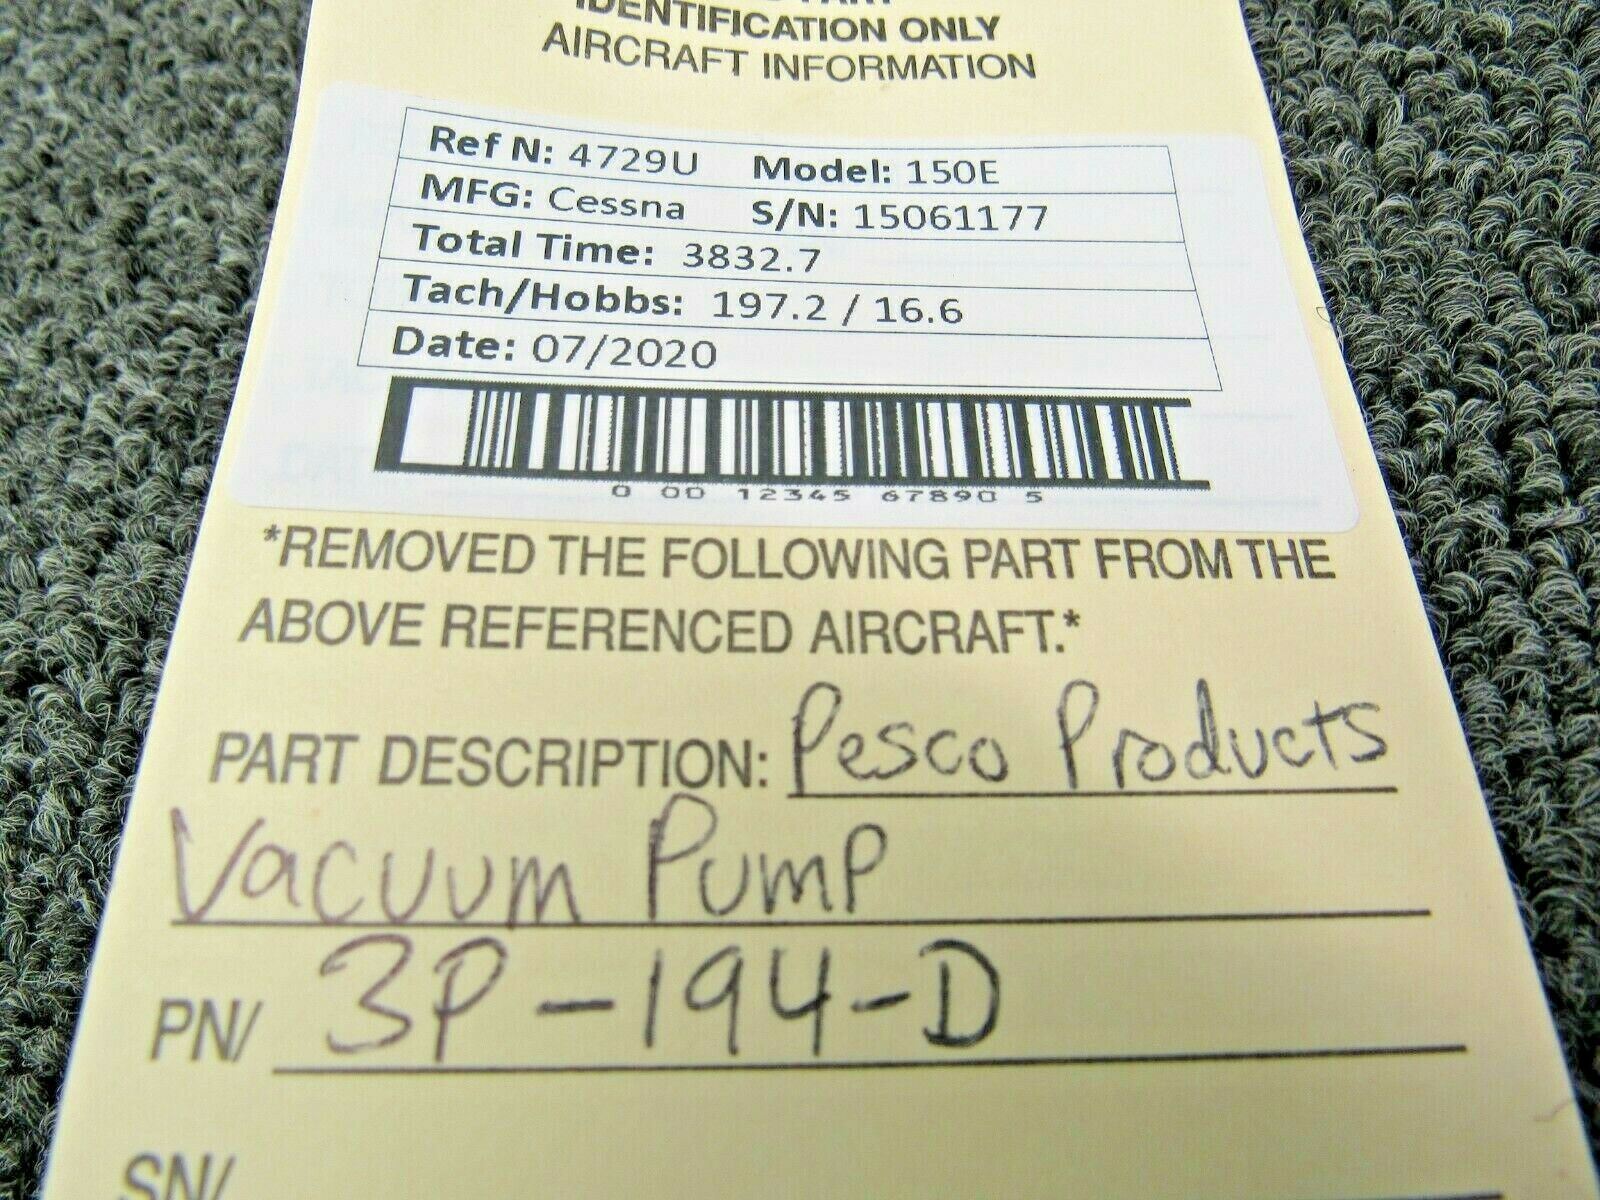 IDENTIFICATION ONLY
AIRCRAFT INFORMATION
Ref N: 4729U Model: 150E
MFG: Cessna S/N: 15061177
Total Time: 3832.7
Tach/Hobbs: 197.2 / 16.6
Date: 07/2020
0 00 12345 67890 5
*REMOVED THE FOLLOWING PART FROM THE
ABOVE REFERENCED AIRCRAFT.*
PART DESCRIPTION: Pesco Products
Vacuum Pump
PN/ 3P-194-D
SN/